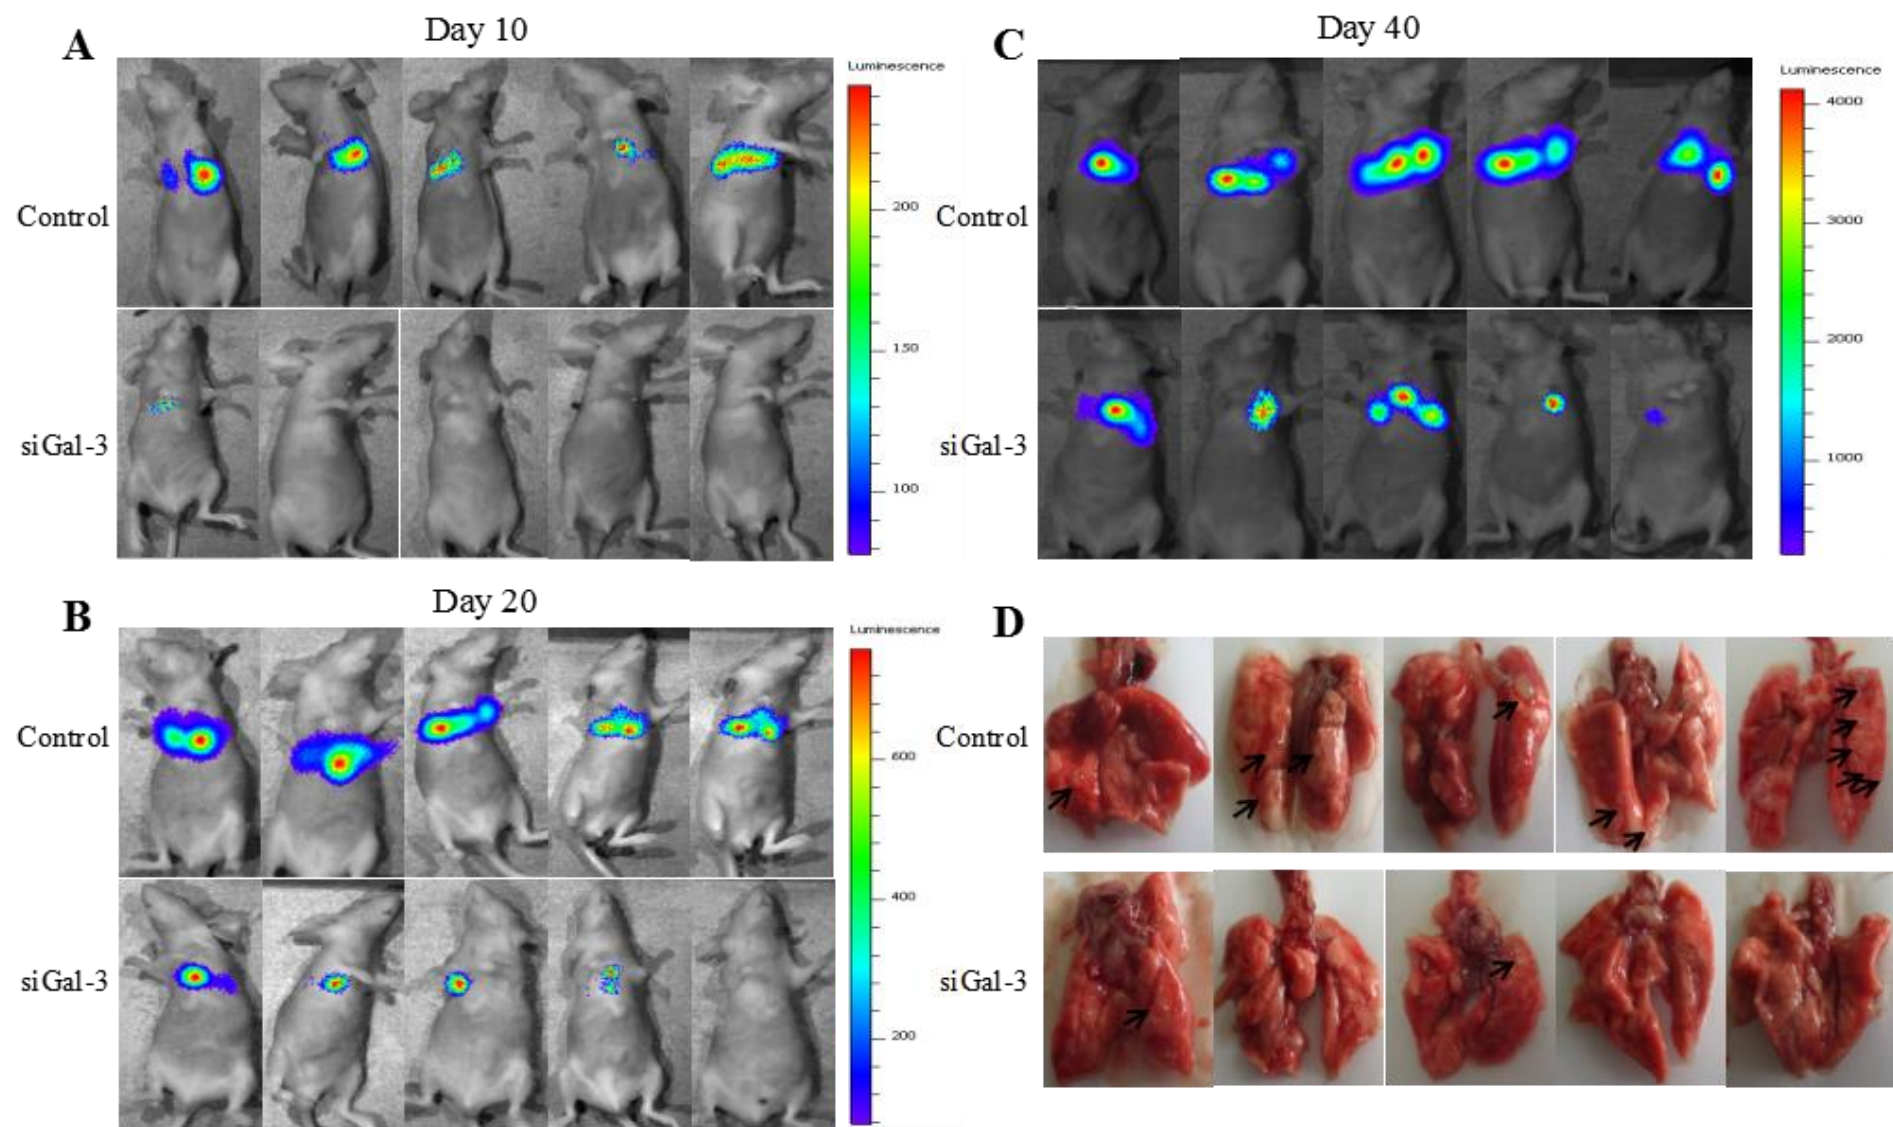 A
Day 10
Luminescence
Control
200
150
siGal-3
100
B
Day 20
Luminescence
Control
600
400
siGal-3
200
C
Day 40
Luminescence
4000
Control
3000
2000
siGal-3
1000
D
Control
siGal-3